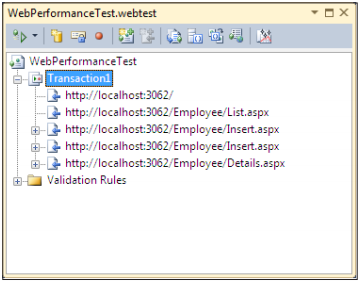 WebPerformanceTest.webtest
WebPerformanceTest
Transaction1
http://localhost:3062/
http://localhost:3062/Employee/List.aspx
http://localhost:3062/Employee/Insert.aspx
http://localhost:3062/Employee/Insert.aspx
http://localhost:3062/Employee/Details.aspx
Validation Rules